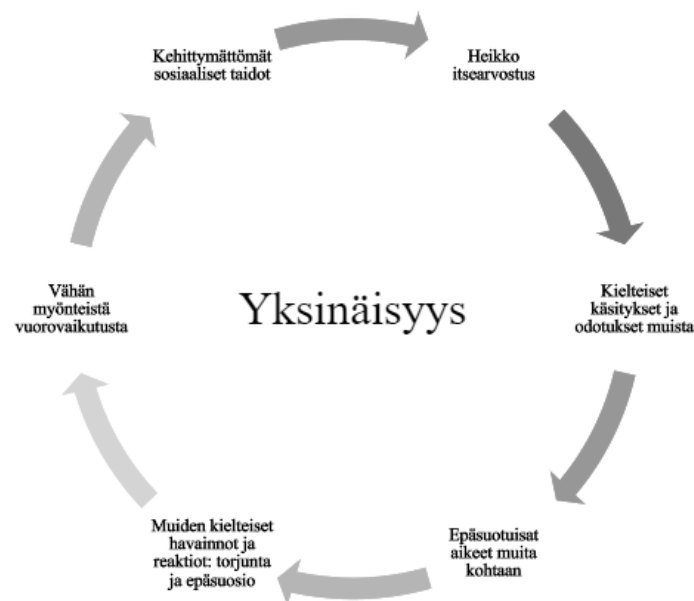 Kehittymättömät
sosiaaliset taidot
Heikko
itsearvostus
Kielteiset
käsitykset ja
odotukset muista
Epäsuotuisat
aikeet muita
kohtaan
Muiden kielteiset
havainnot ja
reaktiot: torjunta
ja epäsuosio
Vähän
myönteistä
vuorovaikutusta
Yksinäisyys